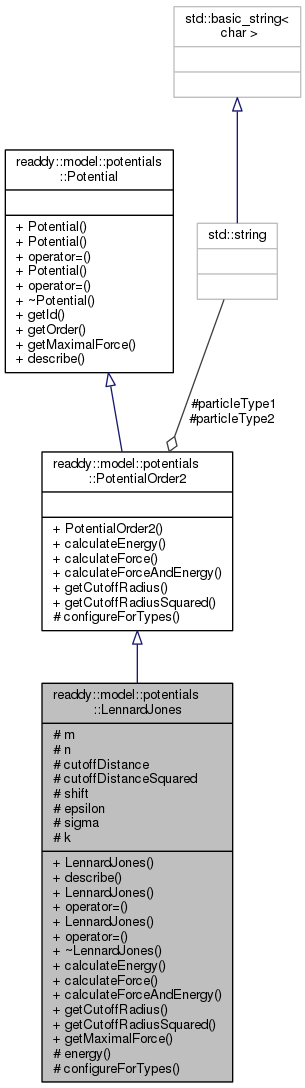 std::basic_string<
char >
readdy::model::potentials
::Potential
+ Potential()
+ Potential()
+ operator=()
+ Potential()
+ operator=()
+ ~Potential()
+ getId()
+ getOrder()
+ getMaximalForce()
+ describe()
std::string
#particleType1
#particleType2
readdy::model::potentials
::PotentialOrder2
+ PotentialOrder2()
+ calculateEnergy()
+ calculateForce()
+ calculateForceAndEnergy()
+ getCutoffRadius()
+ getCutoffRadiusSquared()
# configureForTypes()
readdy::model::potentials
::LennardJones
# m
# n
# cutoffDistance
# cutoffDistanceSquared
# shift
# epsilon
# sigma
# k
+ LennardJones()
+ describe()
+ LennardJones()
+ operator=()
+ LennardJones()
+ operator=()
+ ~LennardJones()
+ calculateEnergy()
+ calculateForce()
+ calculateForceAndEnergy()
+ getCutoffRadius()
+ getCutoffRadiusSquared()
+ getMaximalForce()
# energy()
# configureForTypes()